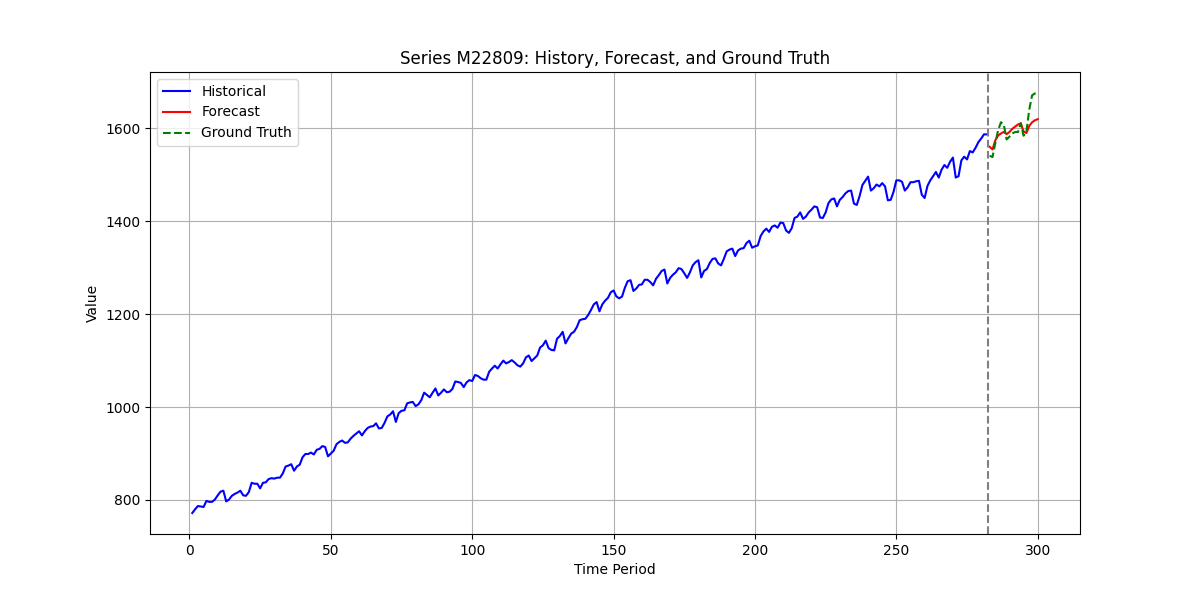 Series M22809: History, Forecast, and Ground Truth
Historical
Forecast
Ground Truth
1600
1400
1200
1000
800
Value
0 50 100 150 200 250 300
Time Period